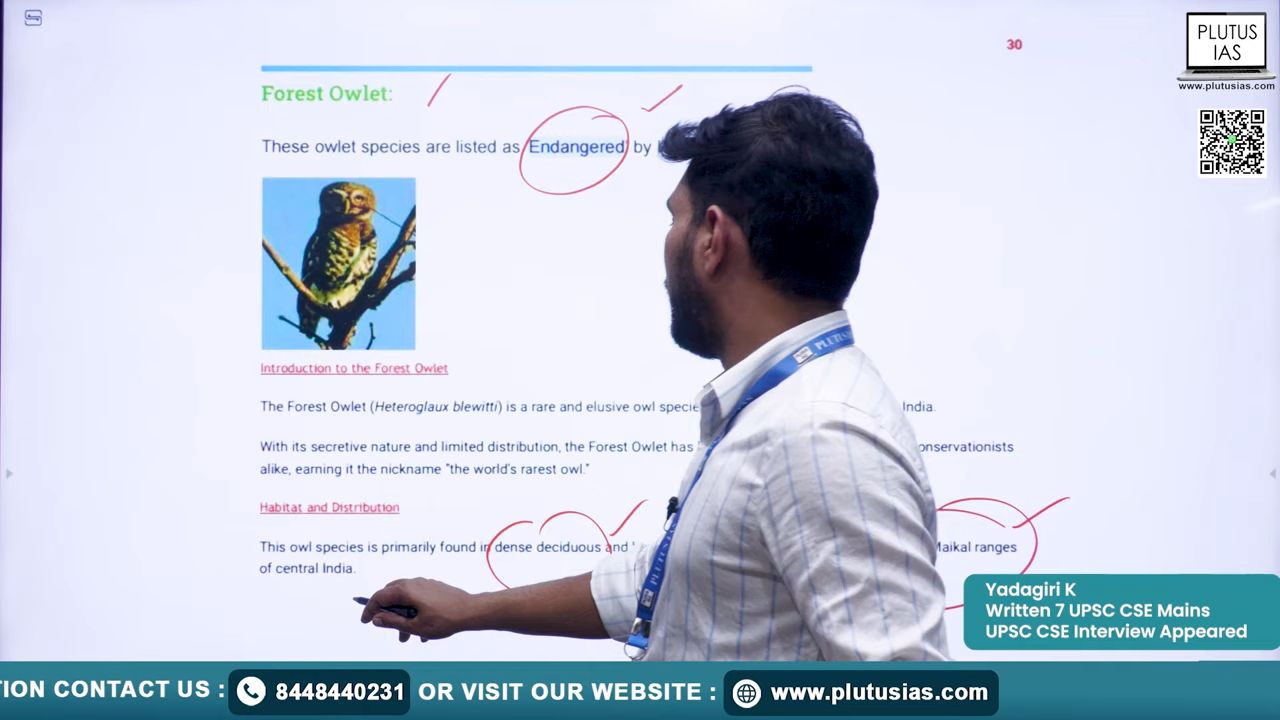 30
PLUTUS
IAS
www.plutusias.com
Forest Owlet:
These owlet species are listed as 'Endangered' by
Introduction to the Forest Owlet
The Forest Owlet (Heteroglaux blewitti) is a rare and elusive owl specie India.
With its secretive nature and limited distribution, the Forest Owlet has onservationists
alike, earning it the nickname "the world's rarest owl."
Habitat and Distribution
This owl species is primarily found in dense deciduous and Maikal ranges
of central India.
PLUTUS
Yadagiri K
Written 7 UPSC CSE Mains
UPSC CSE Interview Appeared
TION CONTACT US : 8448440231 OR VISIT OUR WEBSITE : www.plutusias.com